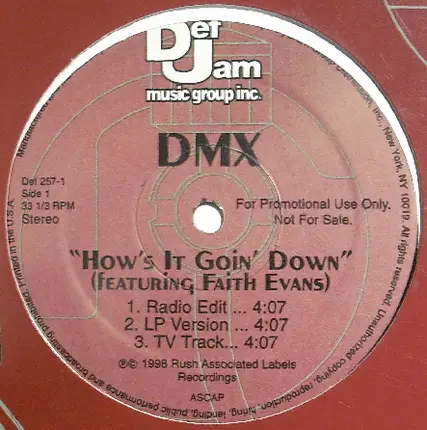 Def
Jam
music group inc.
DMX
Def 257-1
Side 1
33 1/3 RPM
Stereo
For Promotional Use Only.
Not For Sale.
"How's It Goin' Down"
(featuring Faith Evans)
1. Radio Edit ... 4:07
2. LP Version ... 4:07
3. TV Track... 4:07
℗© 1998 Rush Associated Labels
Recordings
ASCAP
Inc., New York, NY 10019. All rights reserved. Unauthorized copying, reproduction, hiring, lending, public performance and broadcasting prohibited. Printed in the U.S.A.